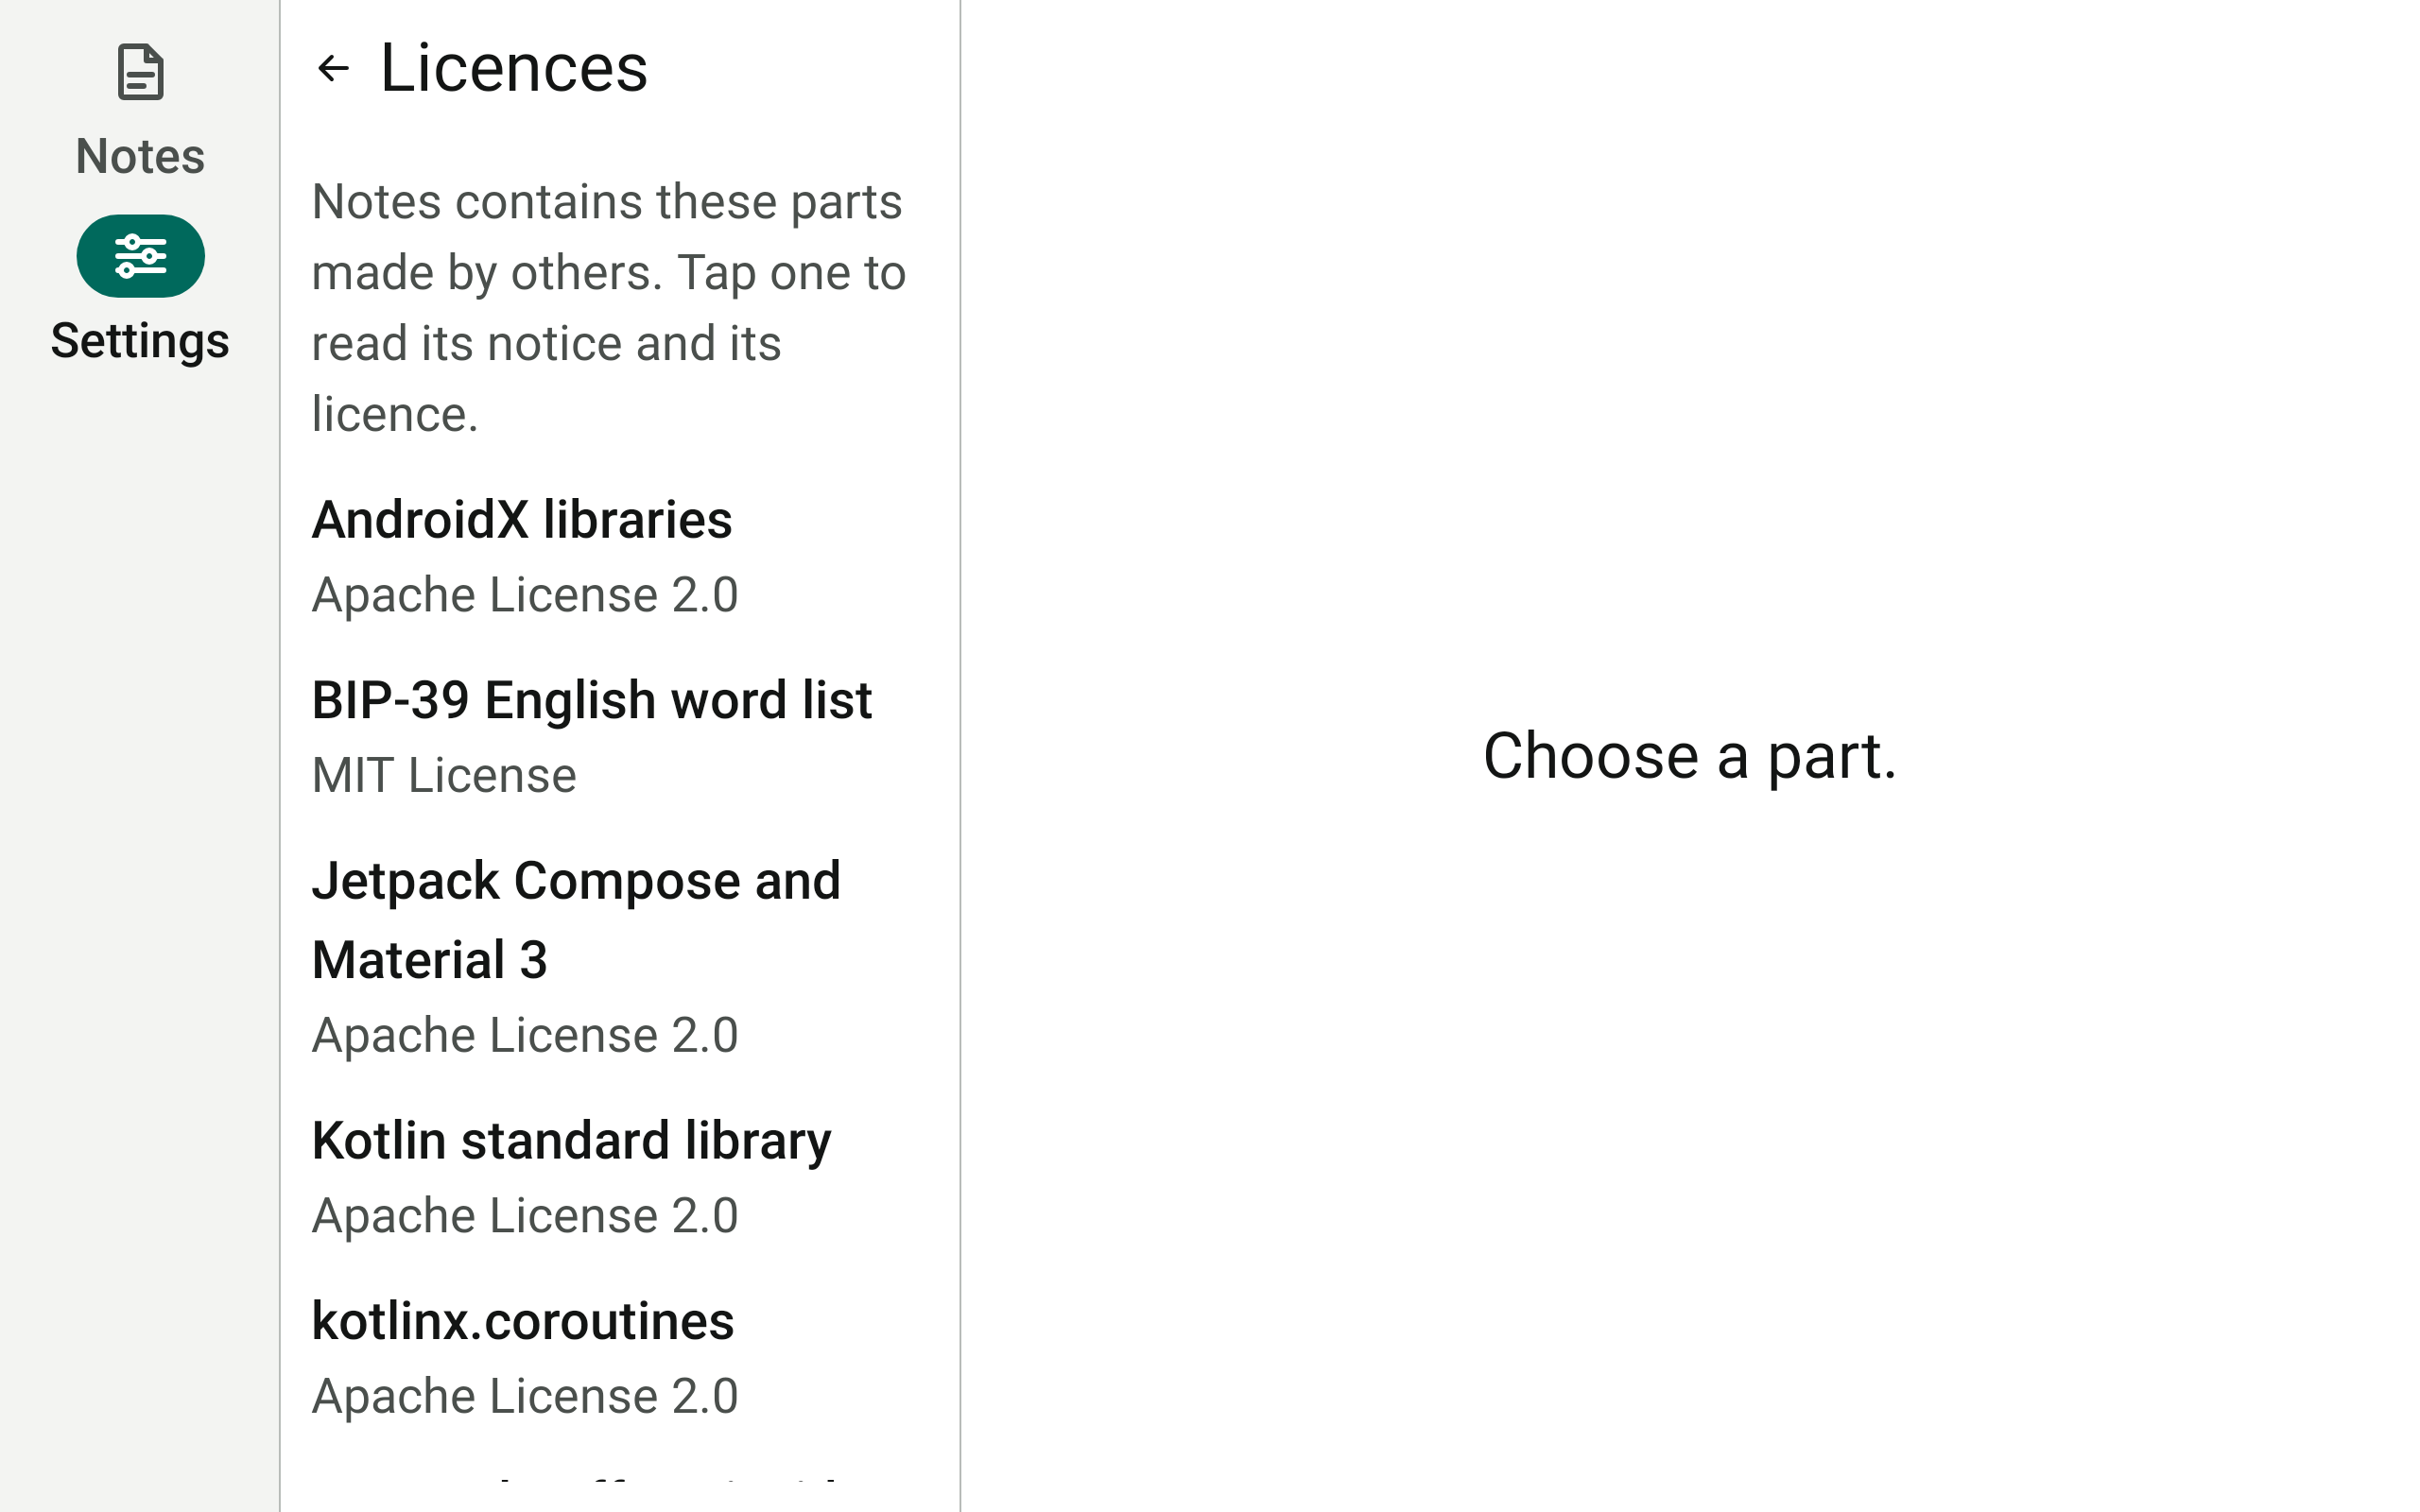 Notes
Settings
Licences
Notes contains these parts
made by others. Tap one to
read its notice and its
licence.
AndroidX libraries
Apache License 2.0
BIP-39 English word list
MIT License
Jetpack Compose and
Material 3
Apache License 2.0
Kotlin standard library
Apache License 2.0
kotlinx.coroutines
Apache License 2.0
Choose a part.